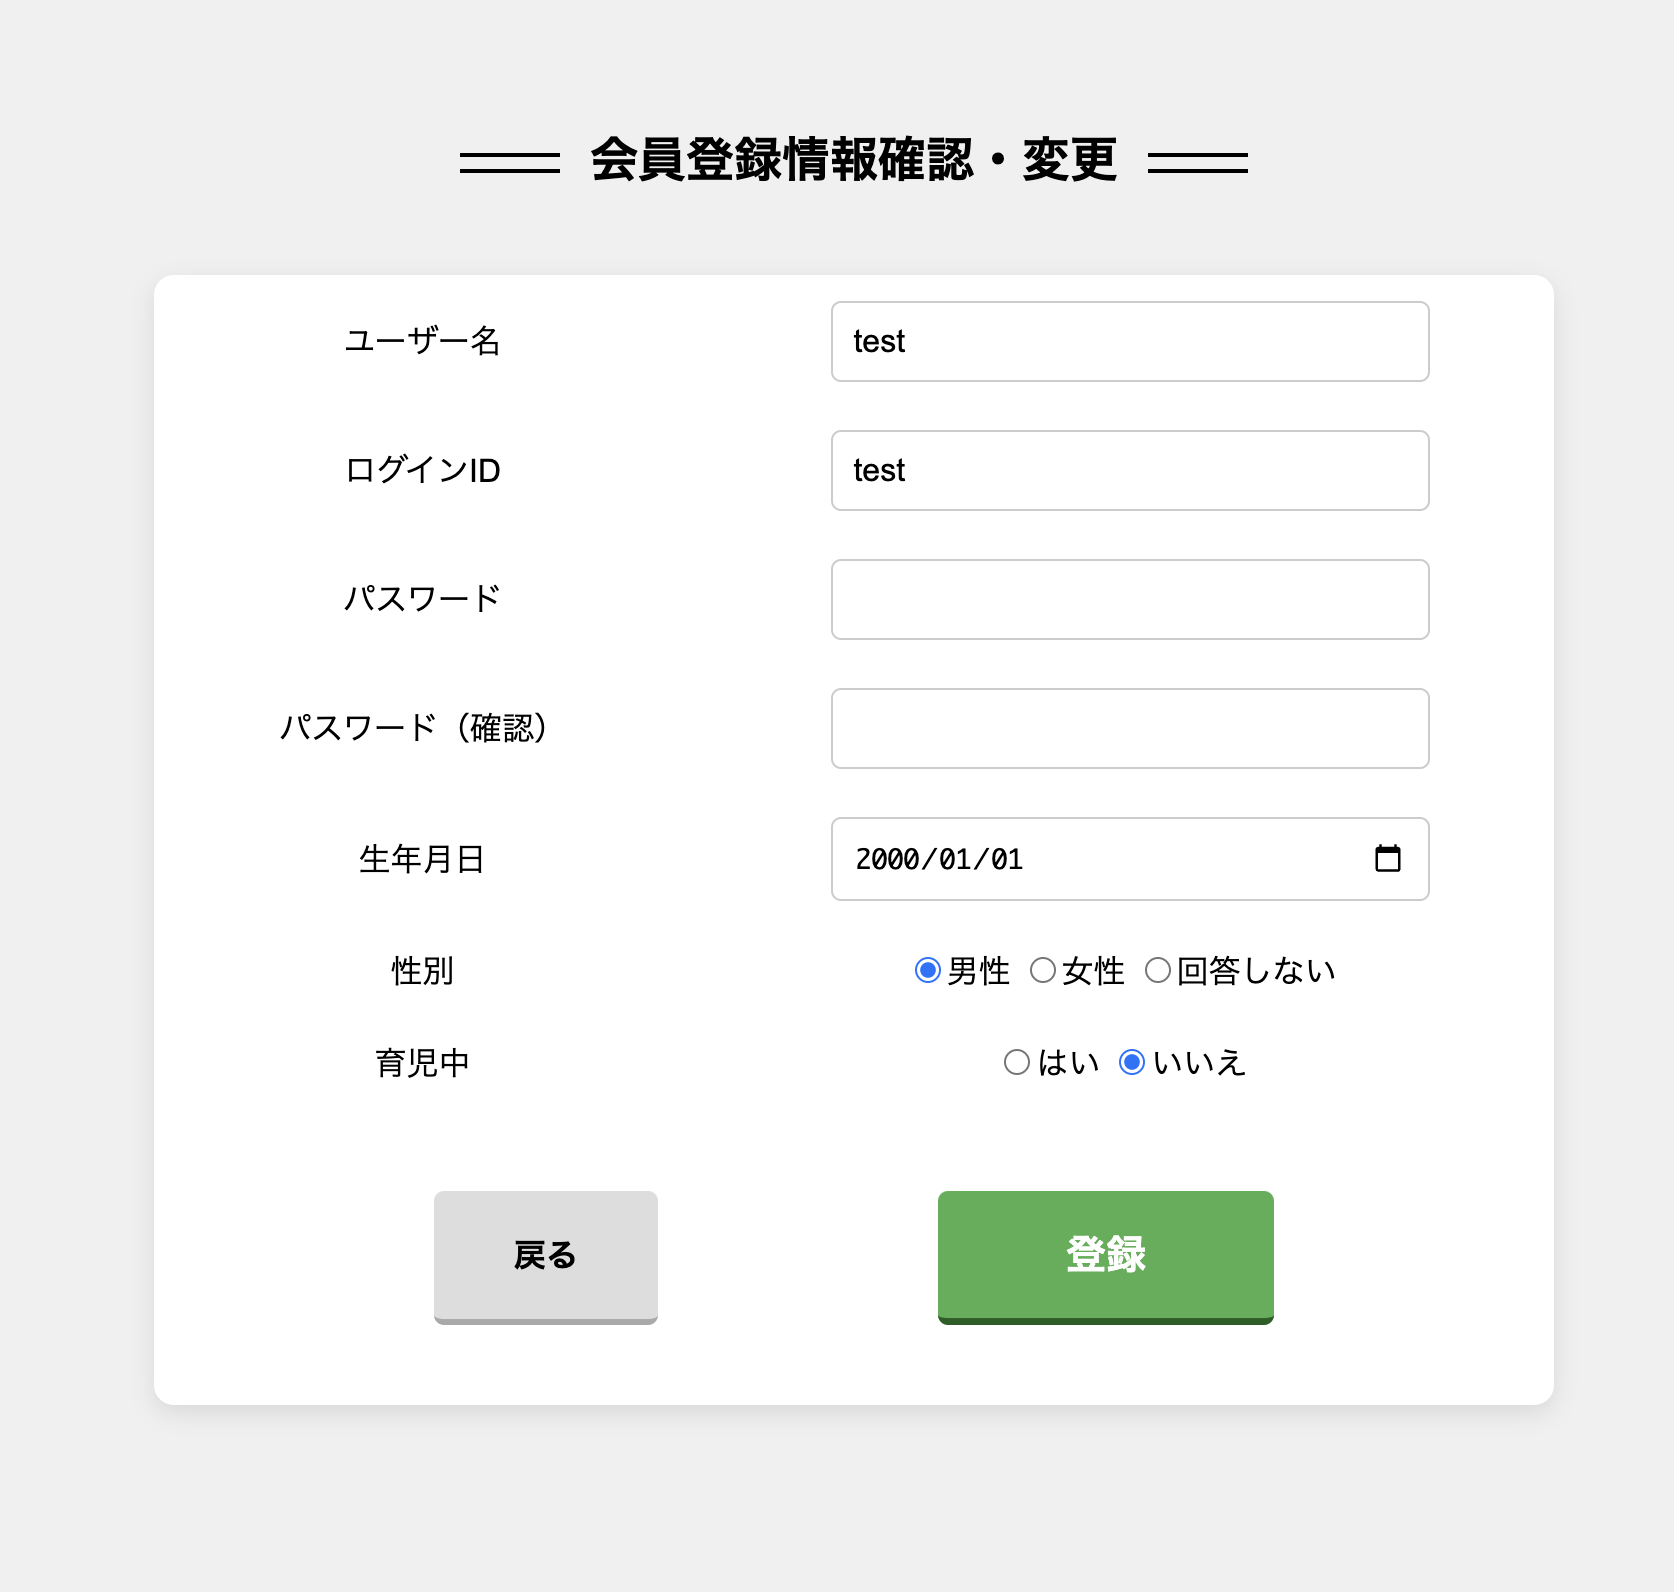 会員登録情報確認・変更
ユーザー名 test
ログインID test
パスワード
パスワード（確認）
生年月日 2000/01/01
性別 男性 女性 回答しない
育児中 はい いいえ
戻る 登録